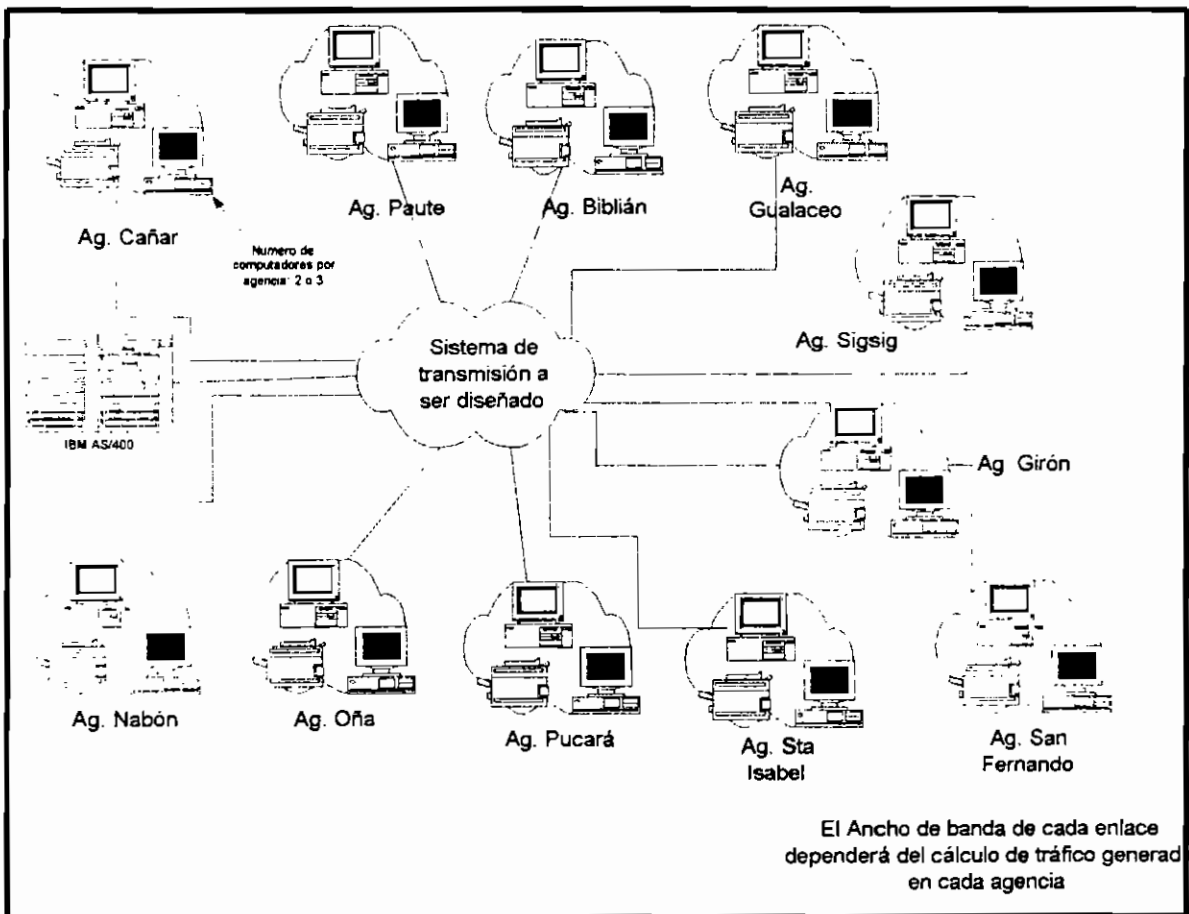 Ag. Cañar
Numero de
computadores por
agencia: 2 o 3
Ag. Paute
Ag. Biblián
Ag.
Gualaceo
Ag. Sigsig
Sistema de
transmisión a
ser diseñado
IBM AS/400
Ag. Girón
Ag. Nabón
Ag. Oña
Ag. Pucará
Ag. Sta
Isabel
Ag. San
Fernando
El Ancho de banda de cada enlace
dependerá del cálculo de tráfico generad
en cada agencia